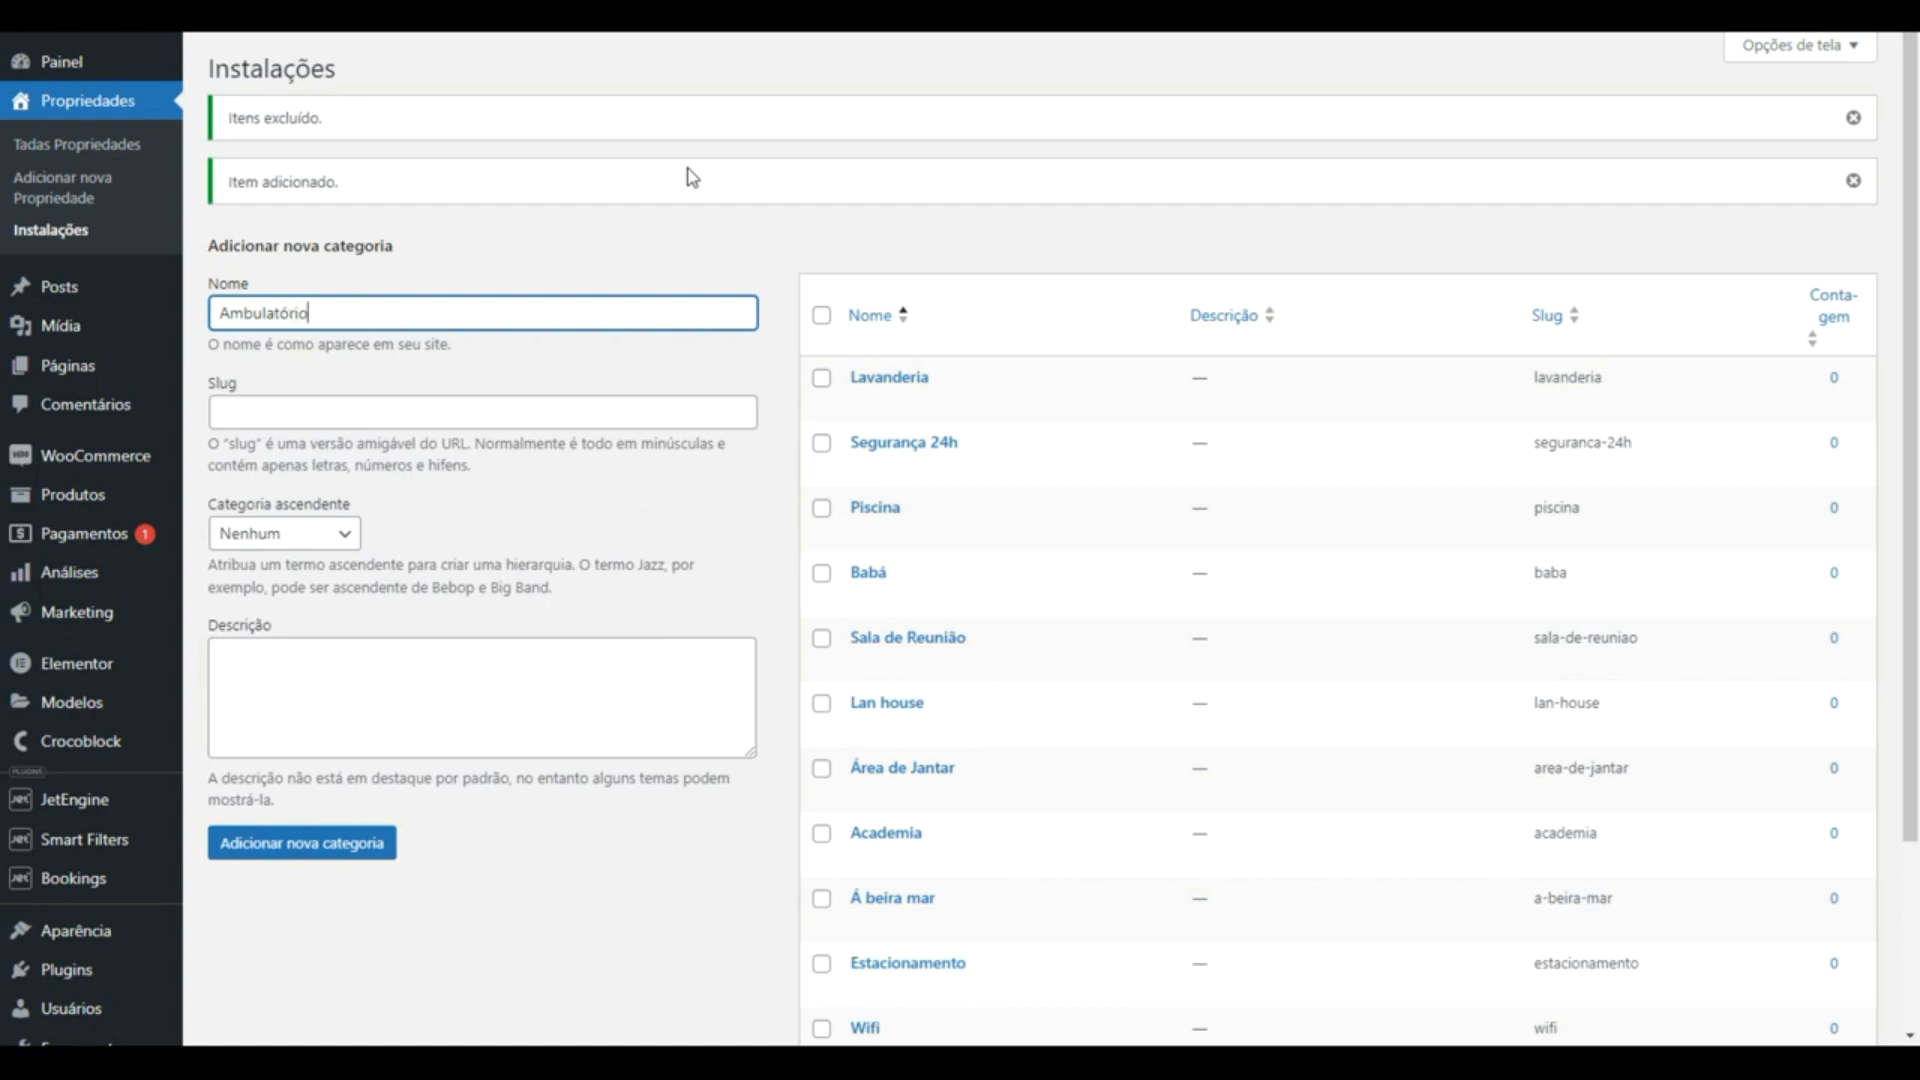 Opções de tela
Painel
Propriedades
Tadas Propriedades
Adicionar nova
Propriedade
Instalações
Posts
Mídia
Páginas
Comentários
WooCommerce
Produtos
Pagamentos 1
Análises
Marketing
Elementor
Modelos
Crocoblock
PLUGINS
JetEngine
Smart Filters
Bookings
Aparência
Plugins
Usuários
Instalações
Itens excluído.
Item adicionado.
Adicionar nova categoria
Nome
Ambulatório
O nome é como aparece em seu site.
Slug
O "slug" é uma versão amigável do URL. Normalmente é todo em minúsculas e
contém apenas letras, números e hifens.
Categoria ascendente
Nenhum
Atribua um termo ascendente para criar uma hierarquia. O termo Jazz, por
exemplo, pode ser ascendente de Bebop e Big Band.
Descrição
A descrição não está em destaque por padrão, no entanto alguns temas podem
mostrá-la.
Adicionar nova categoria
Nome Descrição Slug Conta-
gem
Lavanderia — lavanderia 0
Segurança 24h — seguranca-24h 0
Piscina — piscina 0
Babá — baba 0
Sala de Reunião — sala-de-reuniao 0
Lan house — lan-house 0
Área de Jantar — area-de-jantar 0
Academia — academia 0
Á beira mar — a-beira-mar 0
Estacionamento — estacionamento 0
Wifi — wifi 0